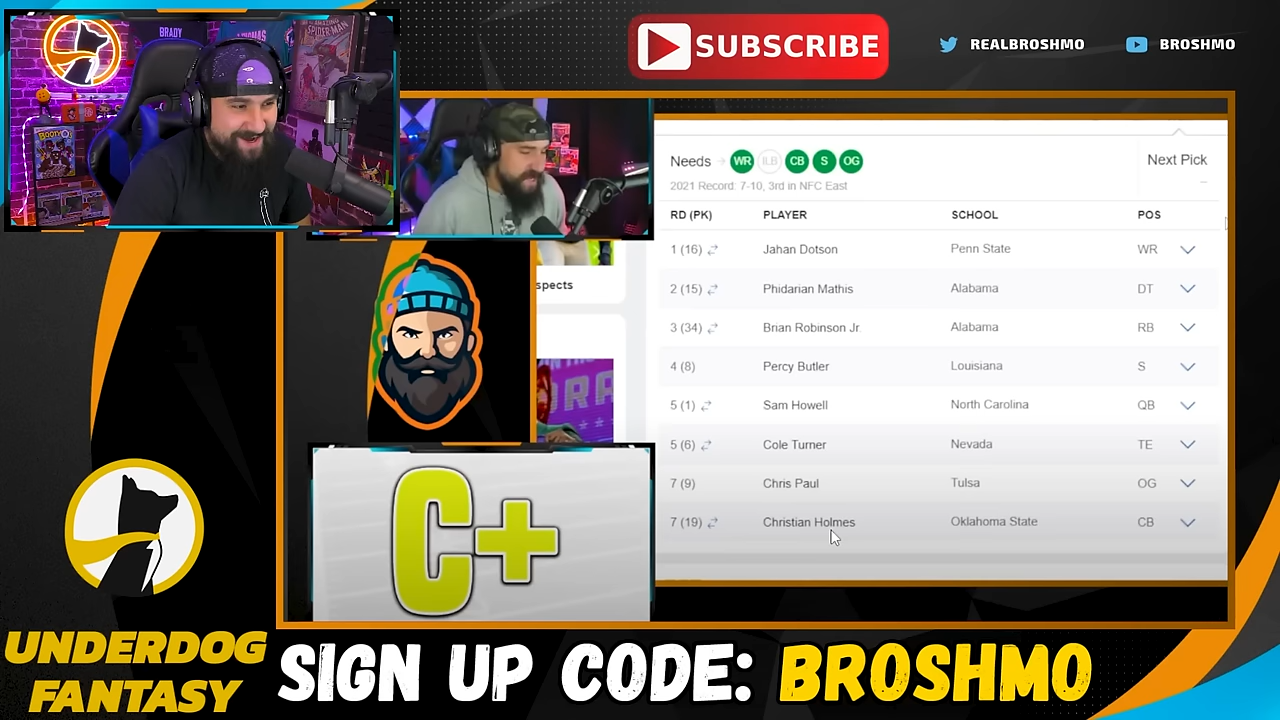 BRADY
SPIDER-MAN
SUBSCRIBE
REALBROSHMO
BROSHMO
Needs WR ILB CB S OG
Next Pick
2021 Record: 7-10, 3rd in NFC East
RD (PK) PLAYER SCHOOL POS
1 (16) Jahan Dotson Penn State WR
2 (15) Phidarian Mathis Alabama DT
3 (34) Brian Robinson Jr. Alabama RB
4 (8) Percy Butler Louisiana S
5 (1) Sam Howell North Carolina QB
5 (6) Cole Turner Nevada TE
7 (9) Chris Paul Tulsa OG
7 (19) Christian Holmes Oklahoma State CB
spects
C+
UNDERDOG
FANTASY
SIGN UP CODE: BROSHMO